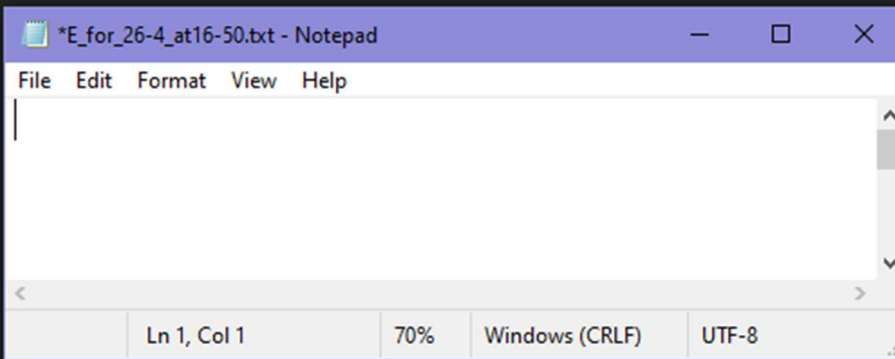 *E_for_26-4_at16-50.txt - Notepad
File Edit Format View Help
Ln 1, Col 1 70% Windows (CRLF) UTF-8